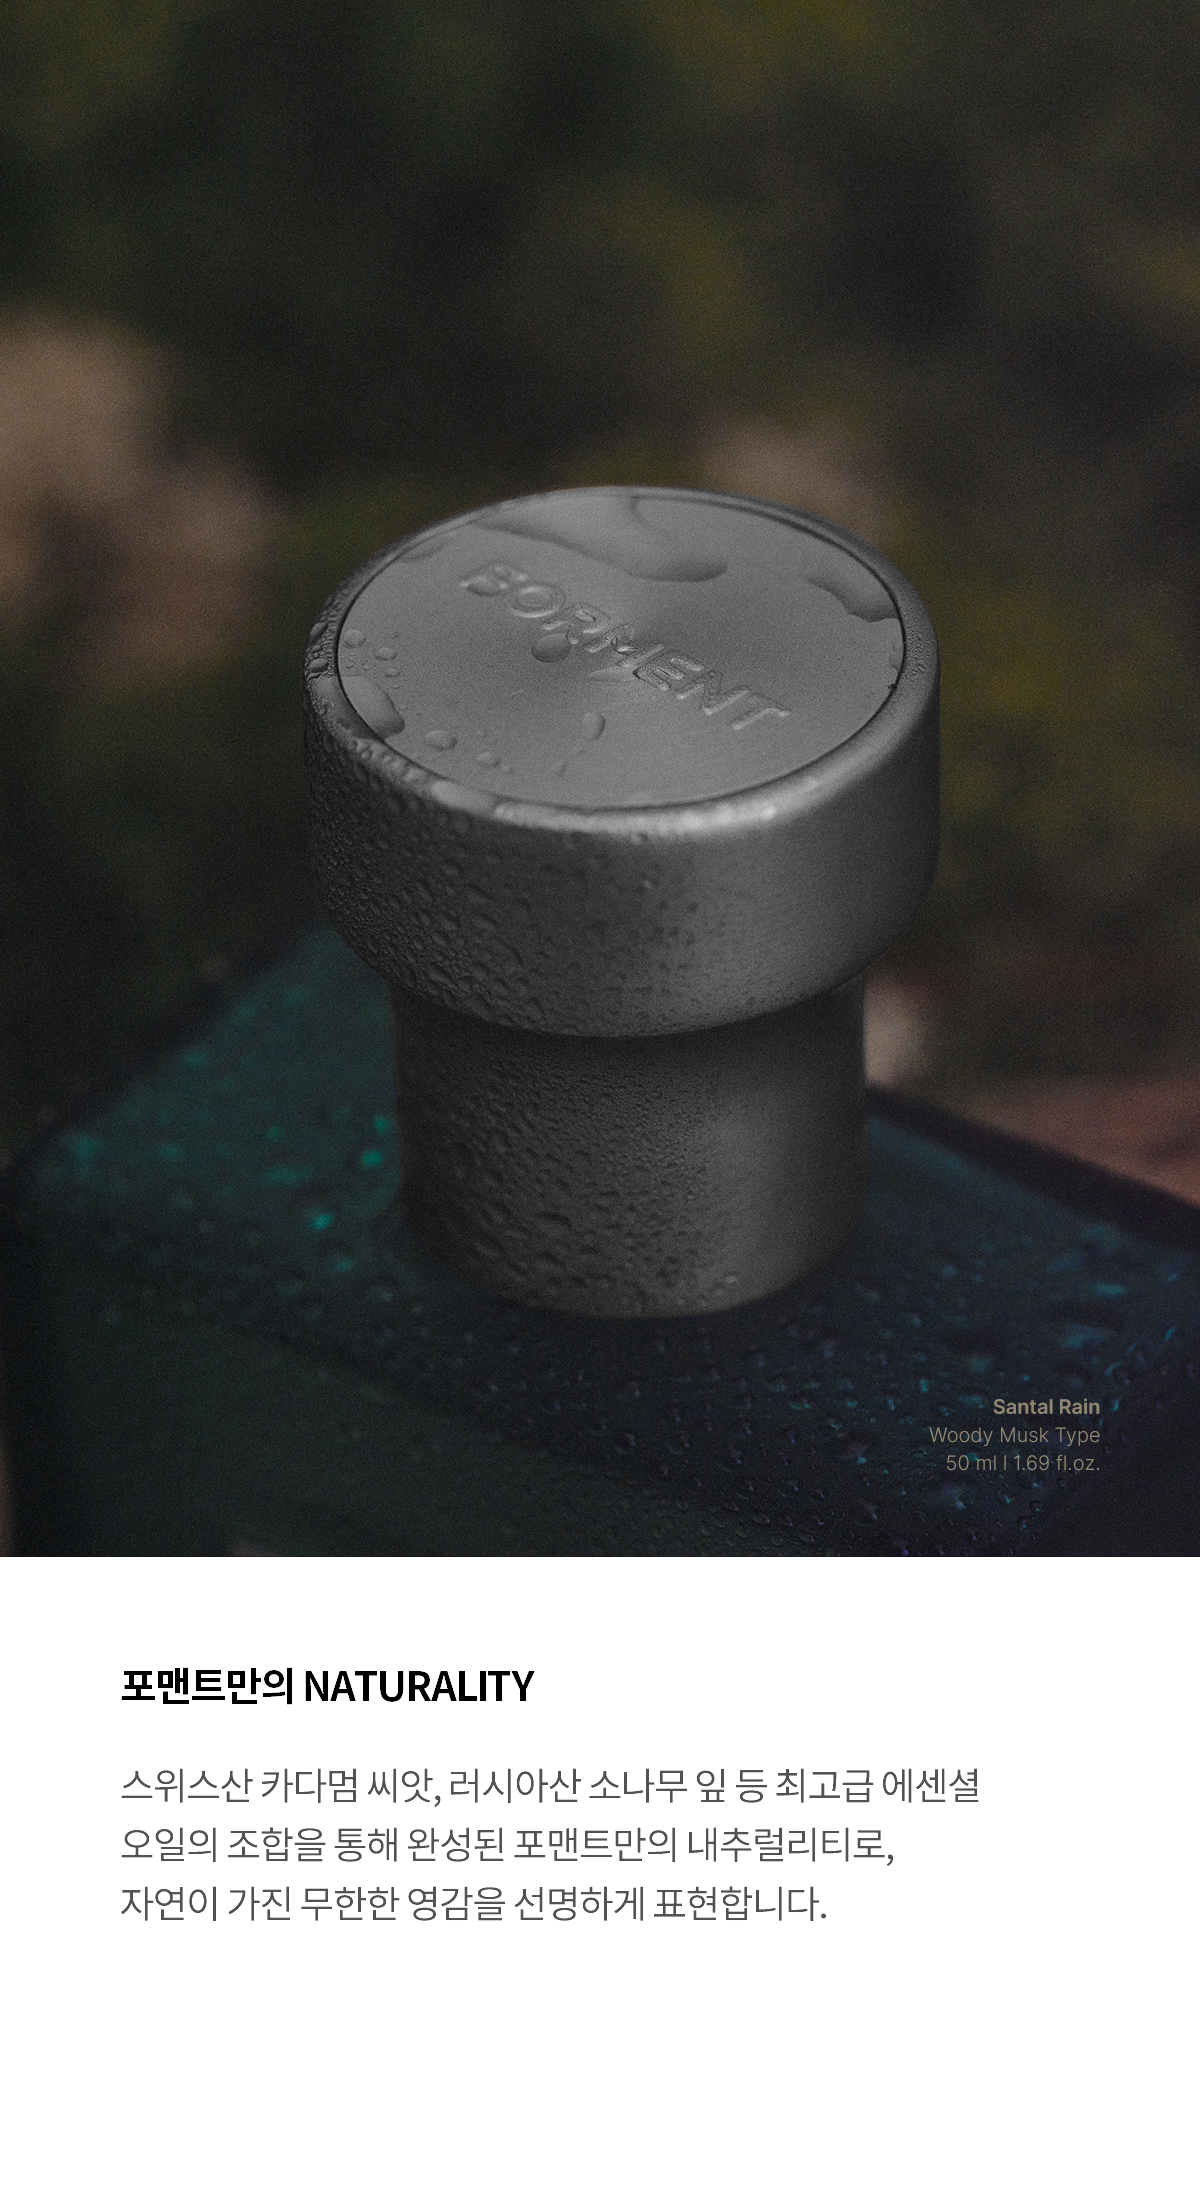 BORMENT
Santal Rain
Woody Musk Type
50 ml | 1.69 fl.oz.
포맨트만의 NATURALITY
스위스산 카다멈 씨앗, 러시아산 소나무 잎 등 최고급 에센셜
오일의 조합을 통해 완성된 포맨트만의 내추럴리티로,
자연이 가진 무한한 영감을 선명하게 표현합니다.